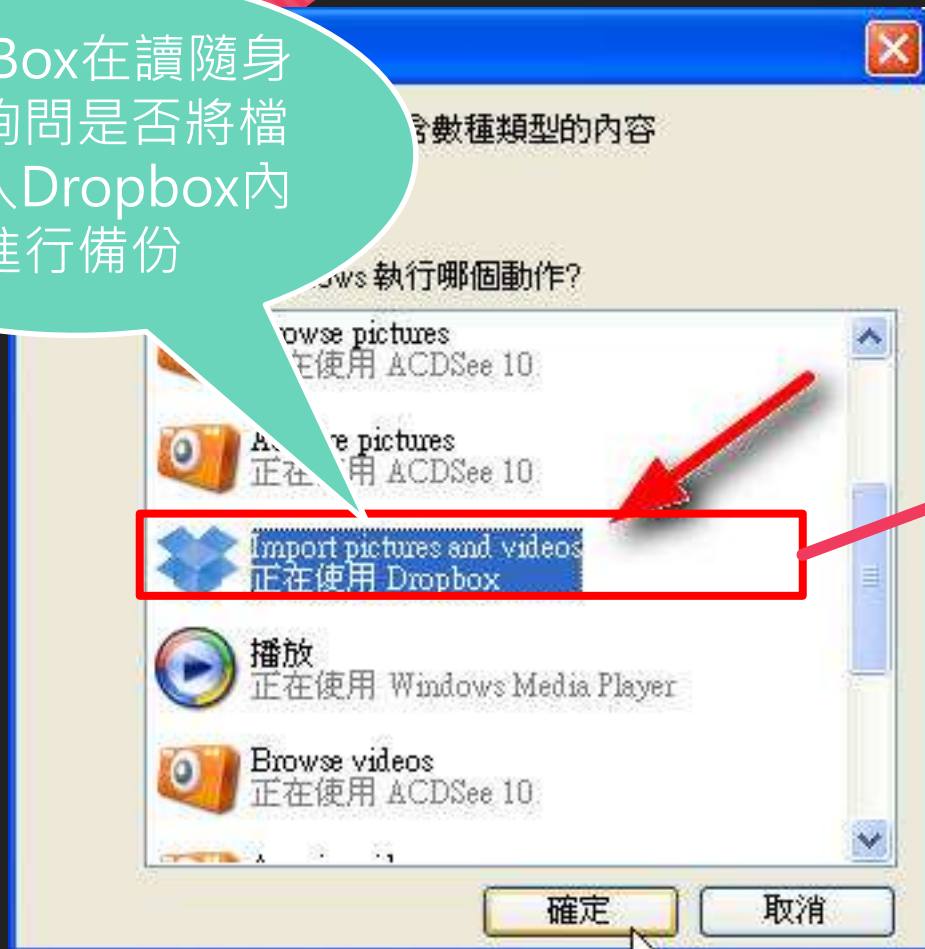 Box在讀隨身
詢問是否將檔
入Dropbox內
進行備份
含數種類型的內容
ows 執行哪個動作?
owse pictures
正在使用 ACDSee 10
re pictures
正在使用 ACDSee 10
Import pictures and videos
正在使用 Dropbox
播放
正在使用 Windows Media Player
Browse videos
正在使用 ACDSee 10
確定
取消